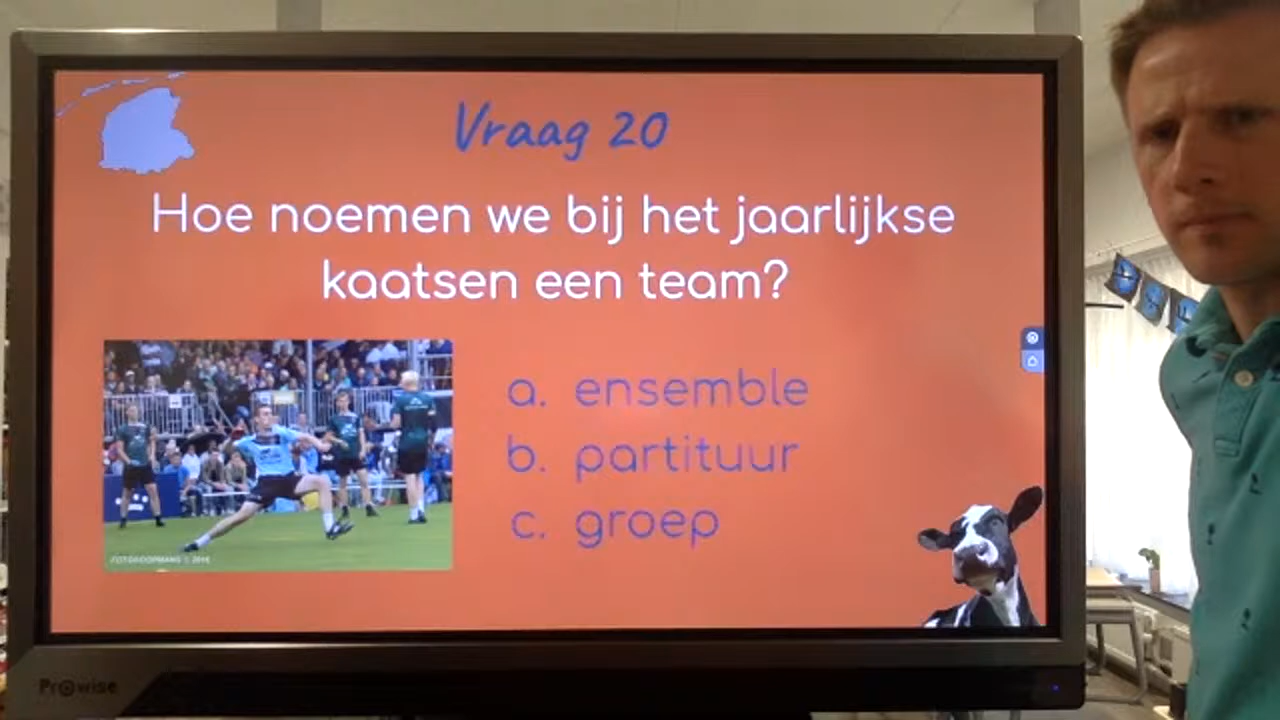 Vraag 20
Hoe noemen we bij het jaarlijkse
kaatsen een team?
a. ensemble
b. partituur
c. groep
Prowise